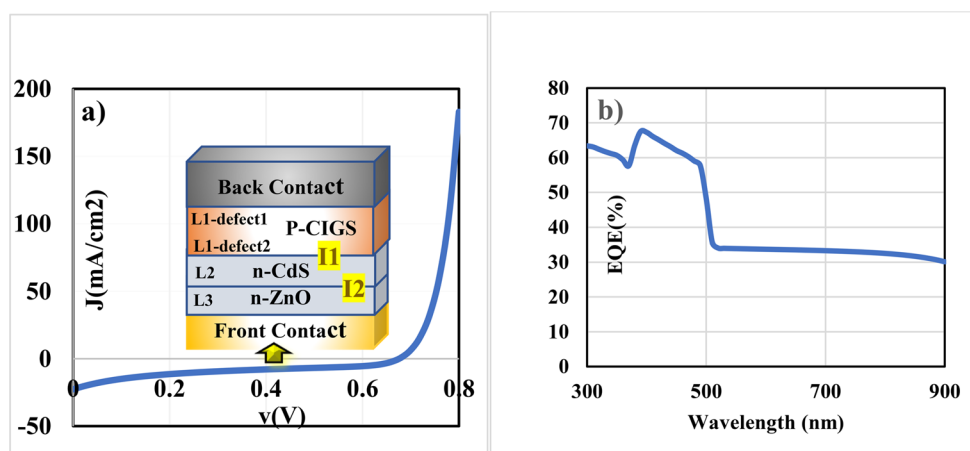 a)
200
150
100
50
0
-50
J(mA/cm2)
0
0.2
0.4
0.6
0.8
v(V)
Back Contact
L1-defect1
P-CIGS
L1-defect2
I1
L2
n-CdS
I2
L3
n-ZnO
Front Contact
b)
80
70
60
50
40
30
20
10
0
EQE(%)
300
500
700
900
Wavelength (nm)